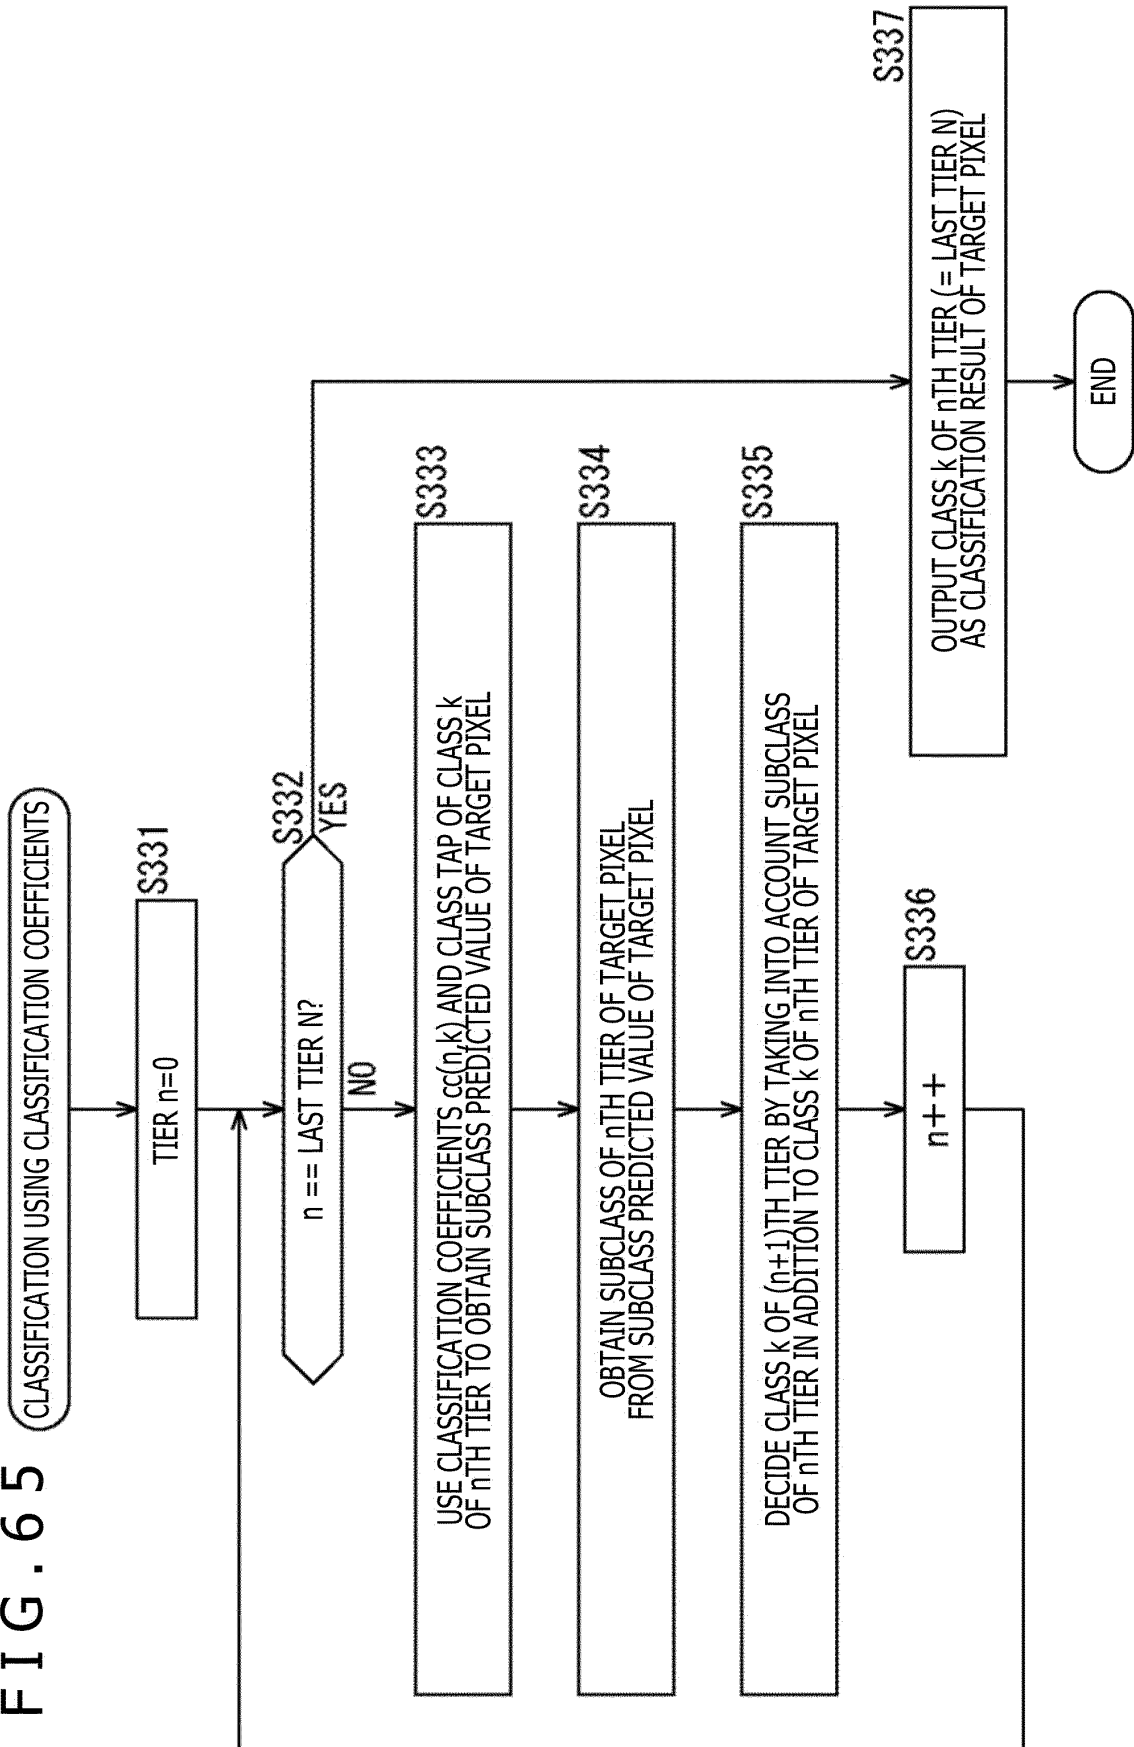 FIG.65
CLASSIFICATION USING CLASSIFICATION COEFFICIENTS
S331
TIER n=0
S332
n == LAST TIER N?
YES
NO
S333
USE CLASSIFICATION COEFFICIENTS cc(n,k) AND CLASS TAP OF CLASS k
OF nTH TIER TO OBTAIN SUBCLASS PREDICTED VALUE OF TARGET PIXEL
S334
OBTAIN SUBCLASS OF nTH TIER OF TARGET PIXEL
FROM SUBCLASS PREDICTED VALUE OF TARGET PIXEL
S335
DECIDE CLASS k OF (n+1)TH TIER BY TAKING INTO ACCOUNT SUBCLASS
OF nTH TIER IN ADDITION TO CLASS k OF nTH TIER OF TARGET PIXEL
S336
n++
S337
OUTPUT CLASS k OF nTH TIER (= LAST TIER N)
AS CLASSIFICATION RESULT OF TARGET PIXEL
END